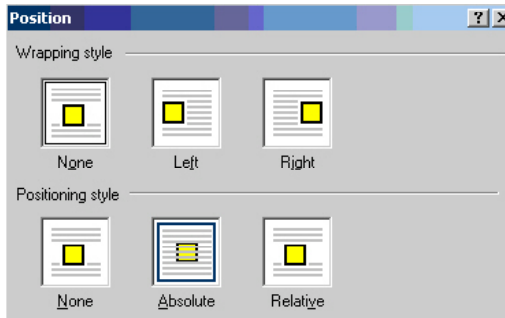 Position
Wrapping style
None Left Right
Positioning style
None Absolute Relative